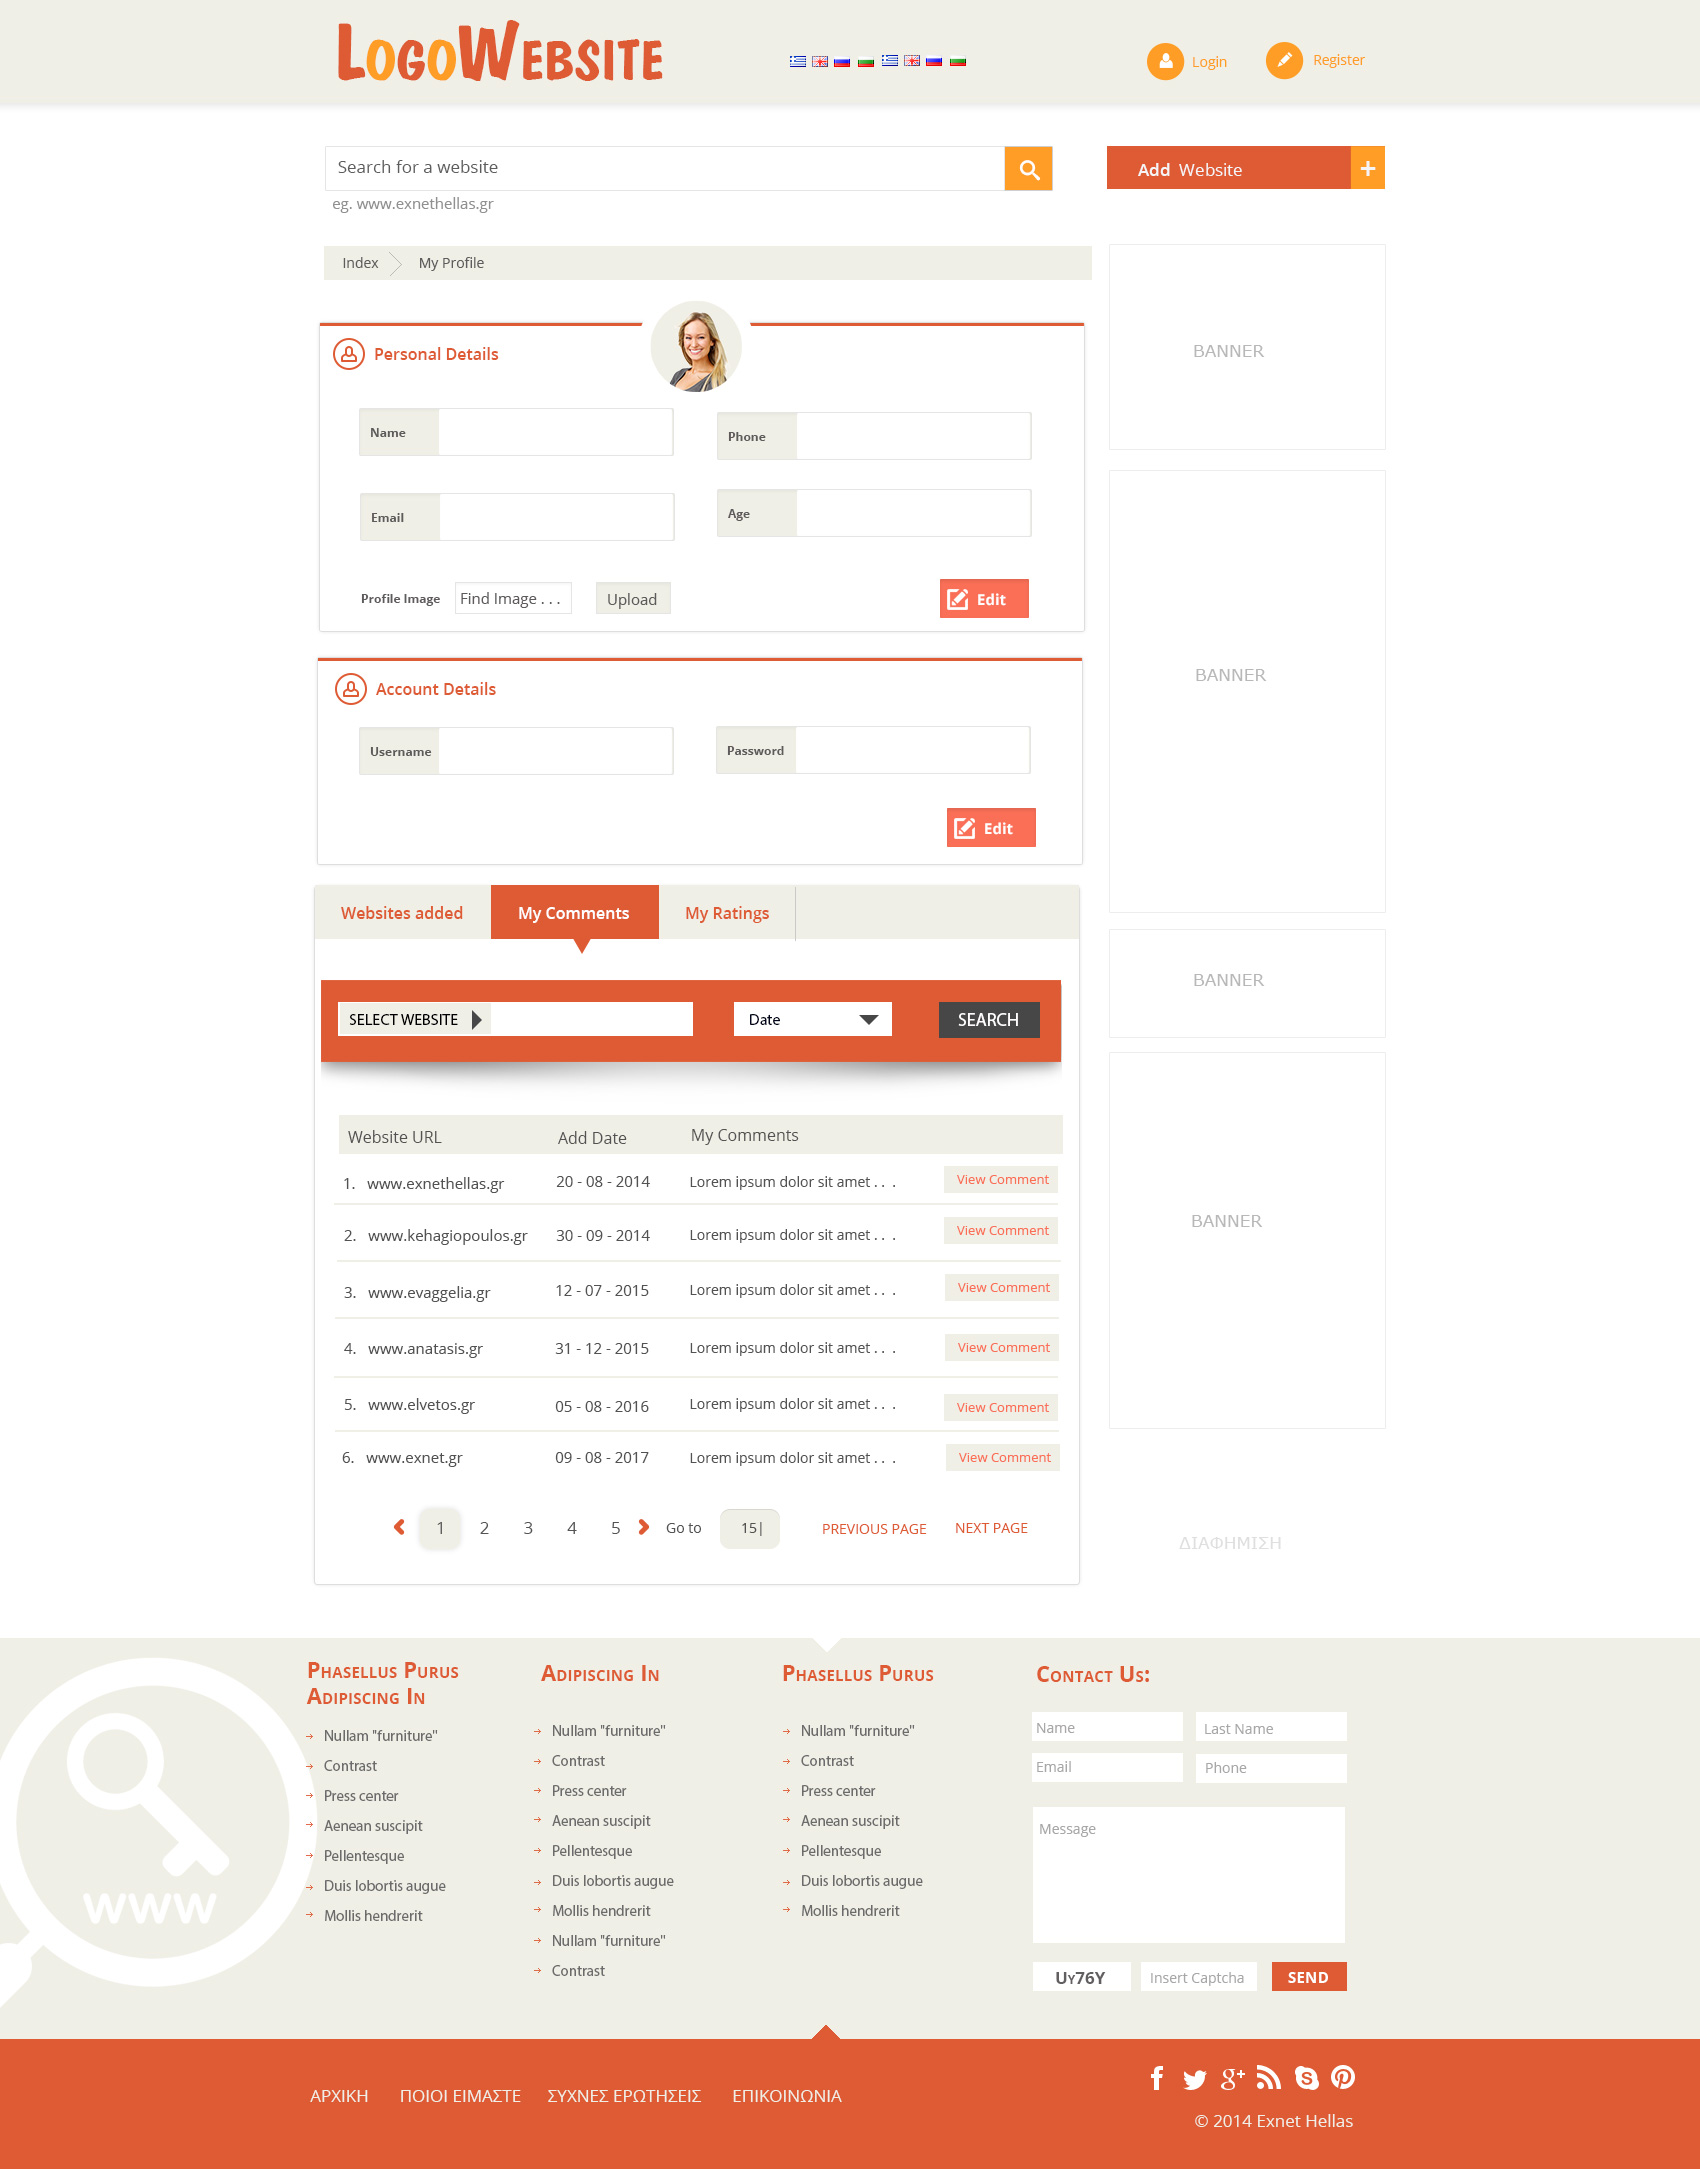 LOGOWEBSITE
Login
Register
Search for a website
Add Website
eg. www.exnethellas.gr
Index
My Profile
Personal Details
BANNER
Name
Phone
Email
Age
Profile Image
Find Image . . .
Upload
Edit
Account Details
BANNER
Username
Password
Edit
Websites added
My Comments
My Ratings
BANNER
SELECT WEBSITE
Date
SEARCH
Website URL
Add Date
My Comments
1. www.exnethellas.gr
20 - 08 - 2014
Lorem ipsum dolor sit amet . . .
View Comment
2. www.kehagiopoulos.gr
30 - 09 - 2014
Lorem ipsum dolor sit amet . . .
View Comment
BANNER
3. www.evaggelia.gr
12 - 07 - 2015
Lorem ipsum dolor sit amet . . .
View Comment
4. www.anatasis.gr
31 - 12 - 2015
Lorem ipsum dolor sit amet . . .
View Comment
5. www.elvetos.gr
05 - 08 - 2016
Lorem ipsum dolor sit amet . . .
View Comment
6. www.exnet.gr
09 - 08 - 2017
Lorem ipsum dolor sit amet . . .
View Comment
1 2 3 4 5
Go to
15|
PREVIOUS PAGE
NEXT PAGE
ΔΙΑΦΗΜΙΣΗ
Phasellus Purus
Adipiscing In
Nullam "furniture"
Contrast
Press center
Aenean suscipit
Pellentesque
Duis lobortis augue
Mollis hendrerit
www
Adipiscing In
Nullam "furniture"
Contrast
Press center
Aenean suscipit
Pellentesque
Duis lobortis augue
Mollis hendrerit
Nullam "furniture"
Contrast
Phasellus Purus
Nullam "furniture"
Contrast
Press center
Aenean suscipit
Pellentesque
Duis lobortis augue
Mollis hendrerit
Contact Us:
Name
Last Name
Email
Phone
Message
Uy76Y
Insert Captcha
SEND
ΑΡΧΙΚΗ
ΠΟΙΟΙ ΕΙΜΑΣΤΕ
ΣΥΧΝΕΣ ΕΡΩΤΗΣΕΙΣ
ΕΠΙΚΟΙΝΩΝΙΑ
© 2014 Exnet Hellas